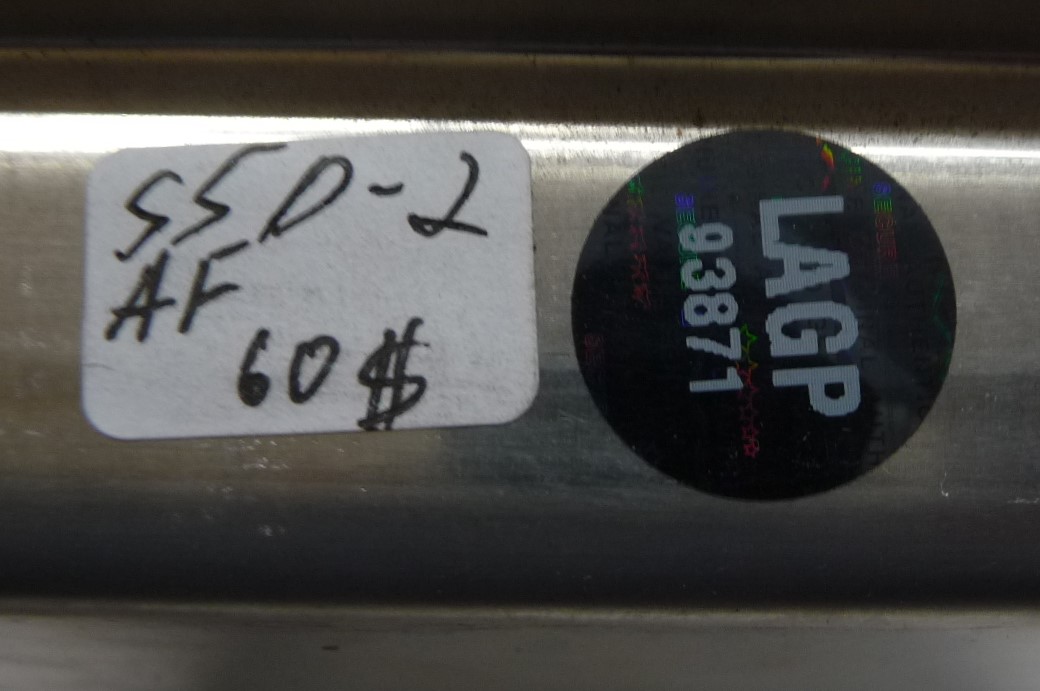 SSD-2
AF
60$
LAGP
93871